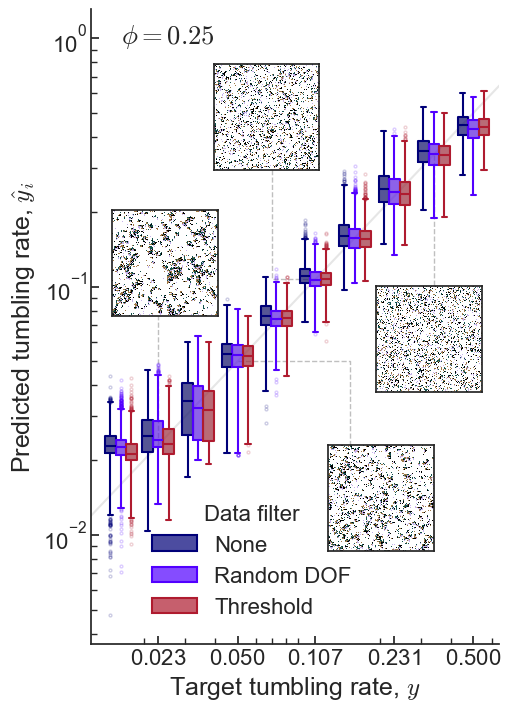 ϕ = 0.25
10⁰
10⁻¹
10⁻²
Predicted tumbling rate, ŷᵢ
Data filter
None
Random DOF
Threshold
0.023 0.050 0.107 0.231 0.500
Target tumbling rate, y